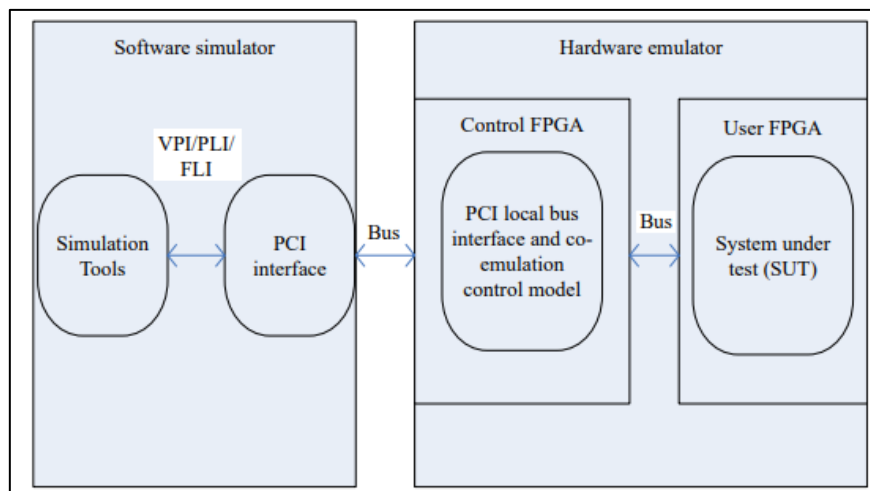 Software simulator
Hardware emulator
VPI/PLI/
FLI
Simulation
Tools
PCI
interface
Bus
Control FPGA
PCI local bus
interface and co-
emulation
control model
Bus
User FPGA
System under
test (SUT)